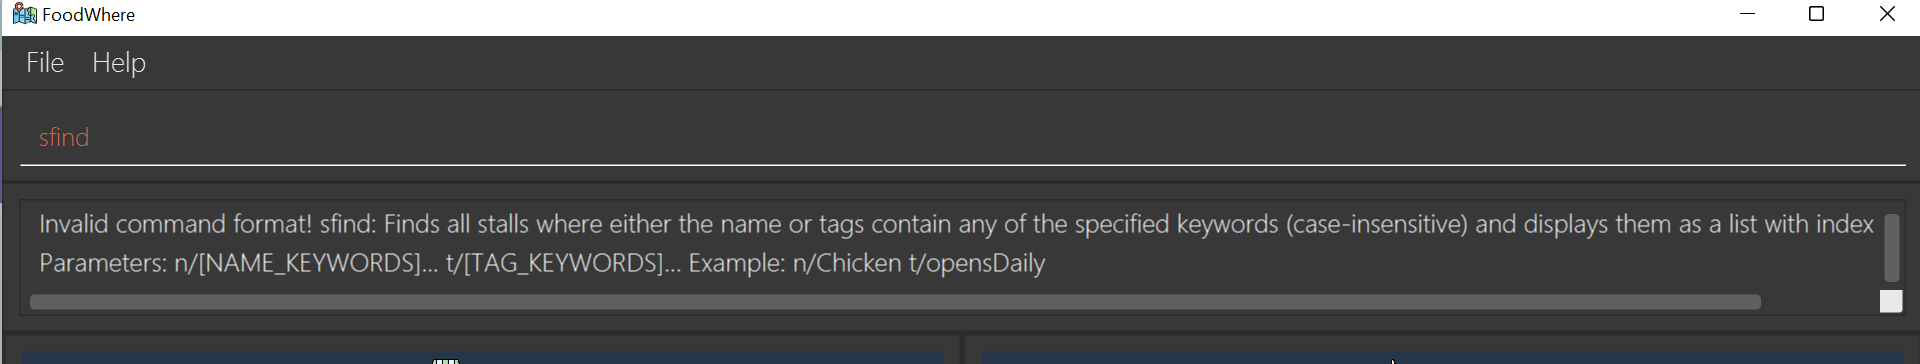 FoodWhere
File Help
sfind
Invalid command format! sfind: Finds all stalls where either the name or tags contain any of the specified keywords (case-insensitive) and displays them as a list with index
Parameters: n/[NAME_KEYWORDS]... t/[TAG_KEYWORDS]... Example: n/Chicken t/opensDaily